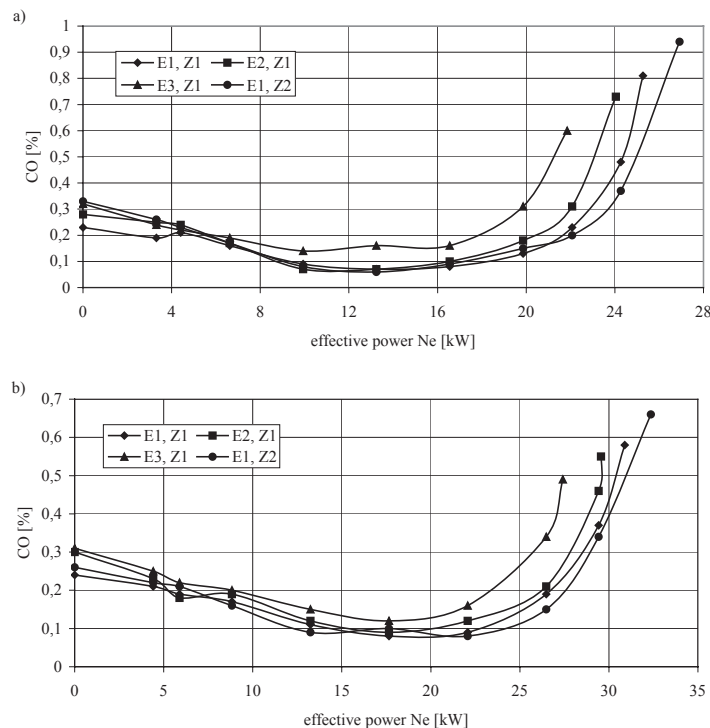 a)
1
0,9
0,8
0,7
0,6
0,5
0,4
0,3
0,2
0,1
0
CO [%]
E1, Z1 E2, Z1
E3, Z1 E1, Z2
0 4 8 12 16 20 24 28
effective power Ne [kW]
b)
0,7
0,6
0,5
0,4
0,3
0,2
0,1
0
CO [%]
E1, Z1 E2, Z1
E3, Z1 E1, Z2
0 5 10 15 20 25 30 35
effective power Ne [kW]